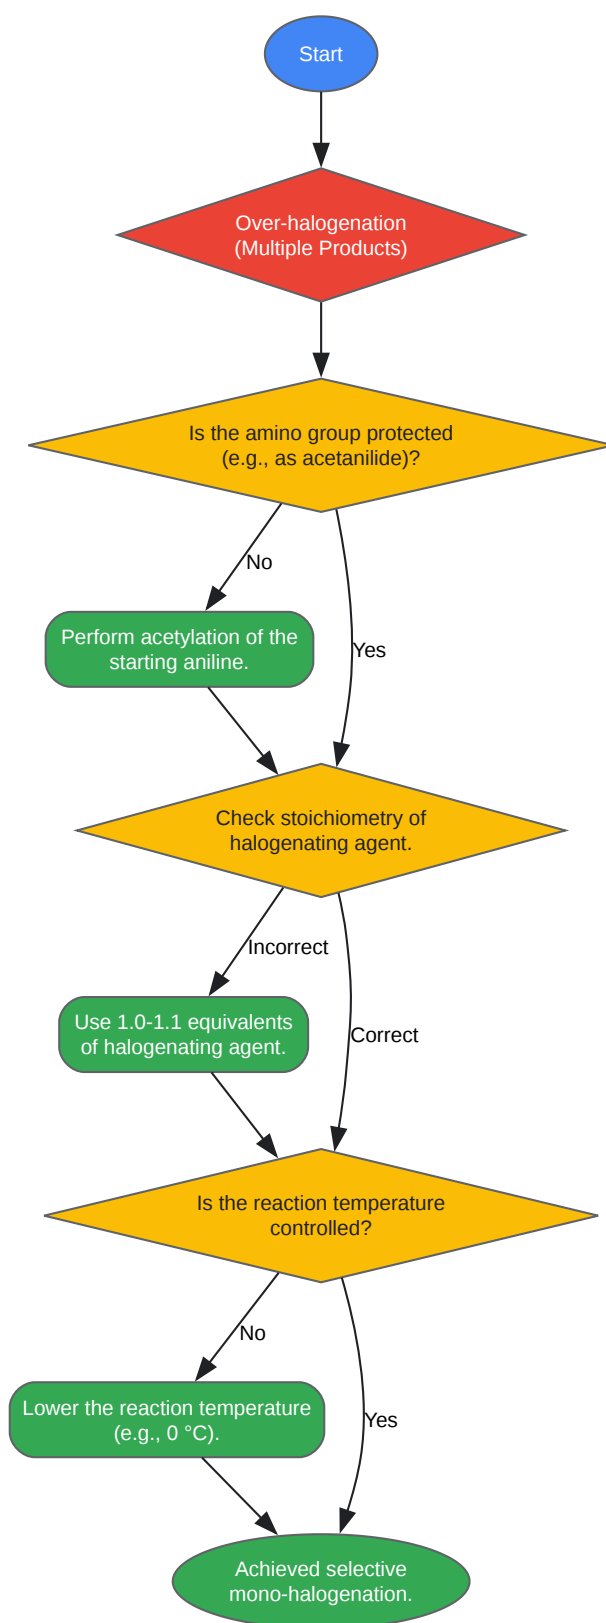 Start
Over-halogenation
(Multiple Products)
Is the amino group protected
(e.g., as acetanilide)?
No
Perform acetylation of the
starting aniline.
Yes
Check stoichiometry of
halogenating agent.
Incorrect
Use 1.0-1.1 equivalents
of halogenating agent.
Correct
Is the reaction temperature
controlled?
No
Lower the reaction temperature
(e.g., 0 °C).
Yes
Achieved selective
mono-halogenation.